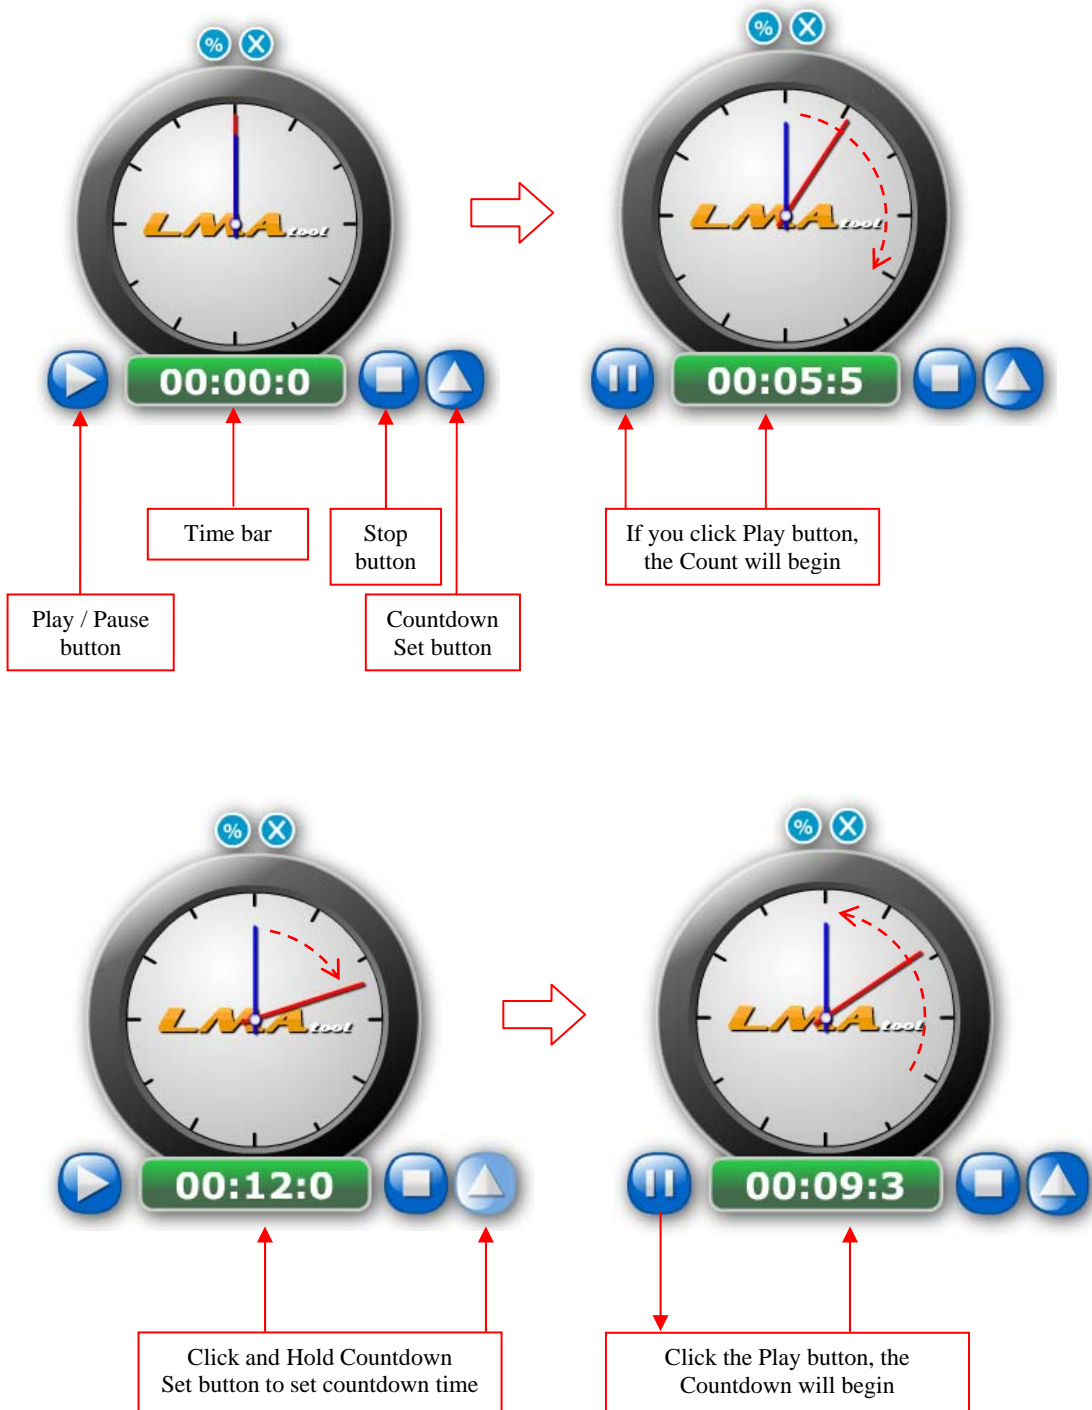 %
X
%
X
LMA tool
LMA tool
00:00:0
00:05:5
Time bar
Stop
button
If you click Play button,
the Count will begin
Play / Pause
button
Countdown
Set button
%
X
%
X
LMA tool
LMA tool
00:12:0
00:09:3
Click and Hold Countdown
Set button to set countdown time
Click the Play button, the
Countdown will begin